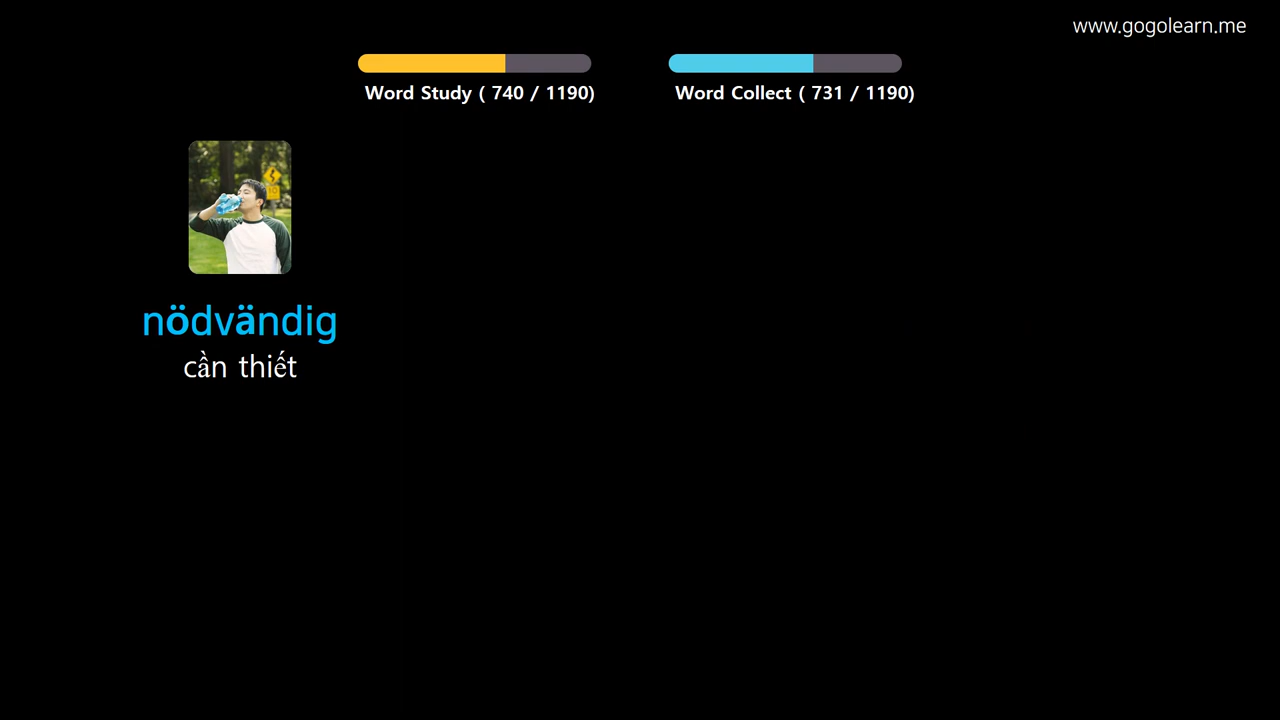 www.gogolearn.me
Word Study ( 740 / 1190)
Word Collect ( 731 / 1190)
nödvändig
cần thiết